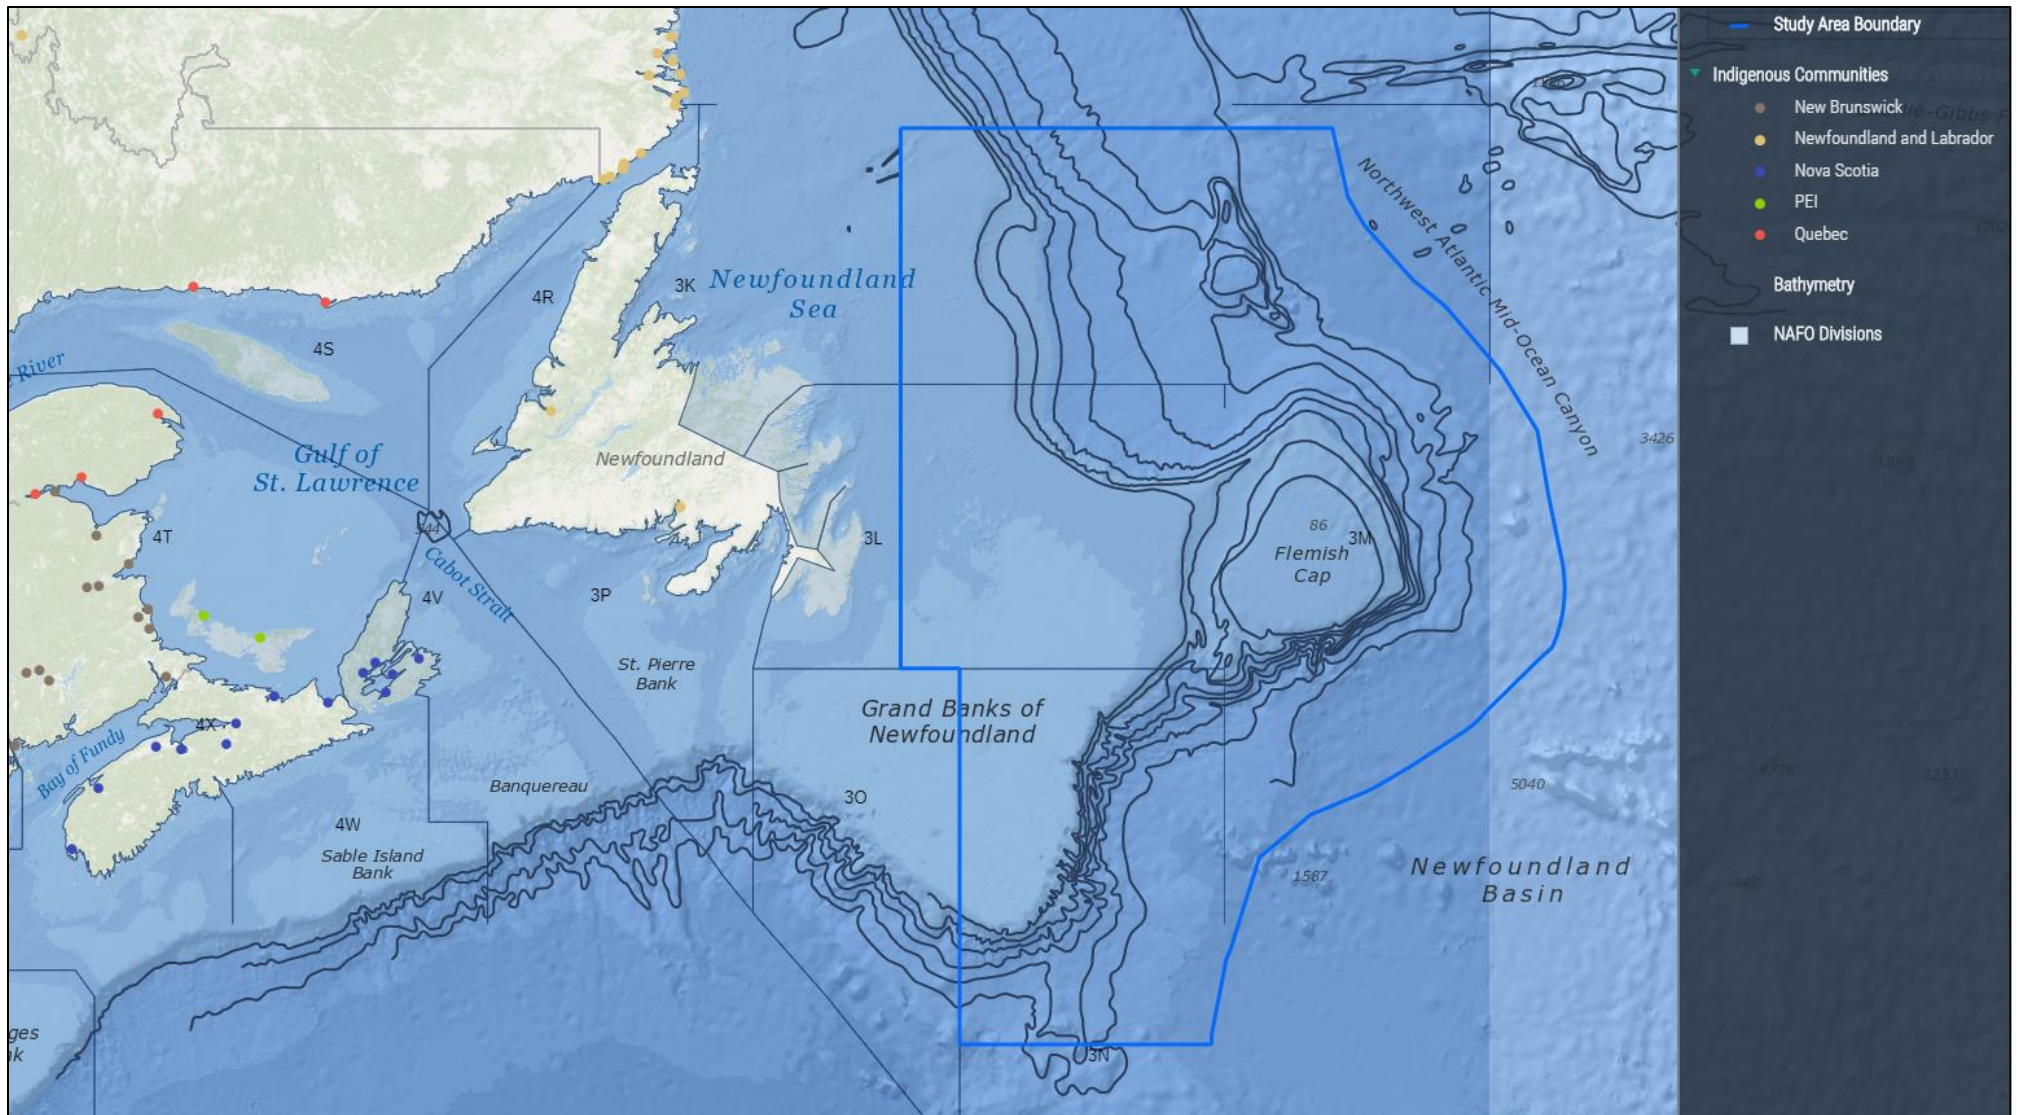 Study Area Boundary
Indigenous Communities
New Brunswick
Newfoundland and Labrador
Nova Scotia
PEI
Quebec
Bathymetry
NAFO Divisions
Northwest Atlantic Mid-Ocean Canyon
Newfoundland
Sea
3K
4R
4S
River
Gulf of
St. Lawrence
Newfoundland
3426
4T
Cabot Strait
3L
86
3M
Flemish
Cap
4V
3P
St. Pierre
Bank
Grand Banks of
Newfoundland
4X
Bay of Fundy
Banquereau
3O
5040
4W
Sable Island
Bank
1587
Newfoundland
Basin
ges
nk
3N